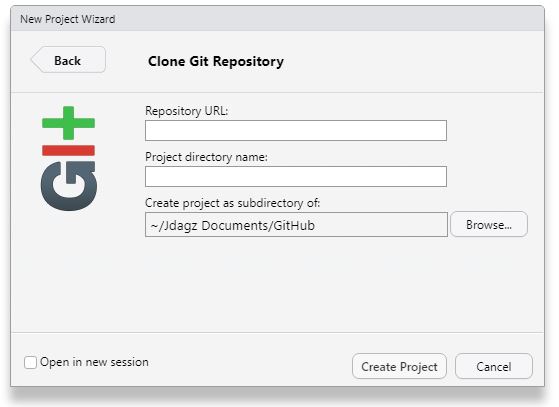 New Project Wizard
Back
Clone Git Repository
git
Repository URL:
Project directory name:
Create project as subdirectory of:
~/Jdagz Documents/GitHub
Browse...
Open in new session
Create Project
Cancel